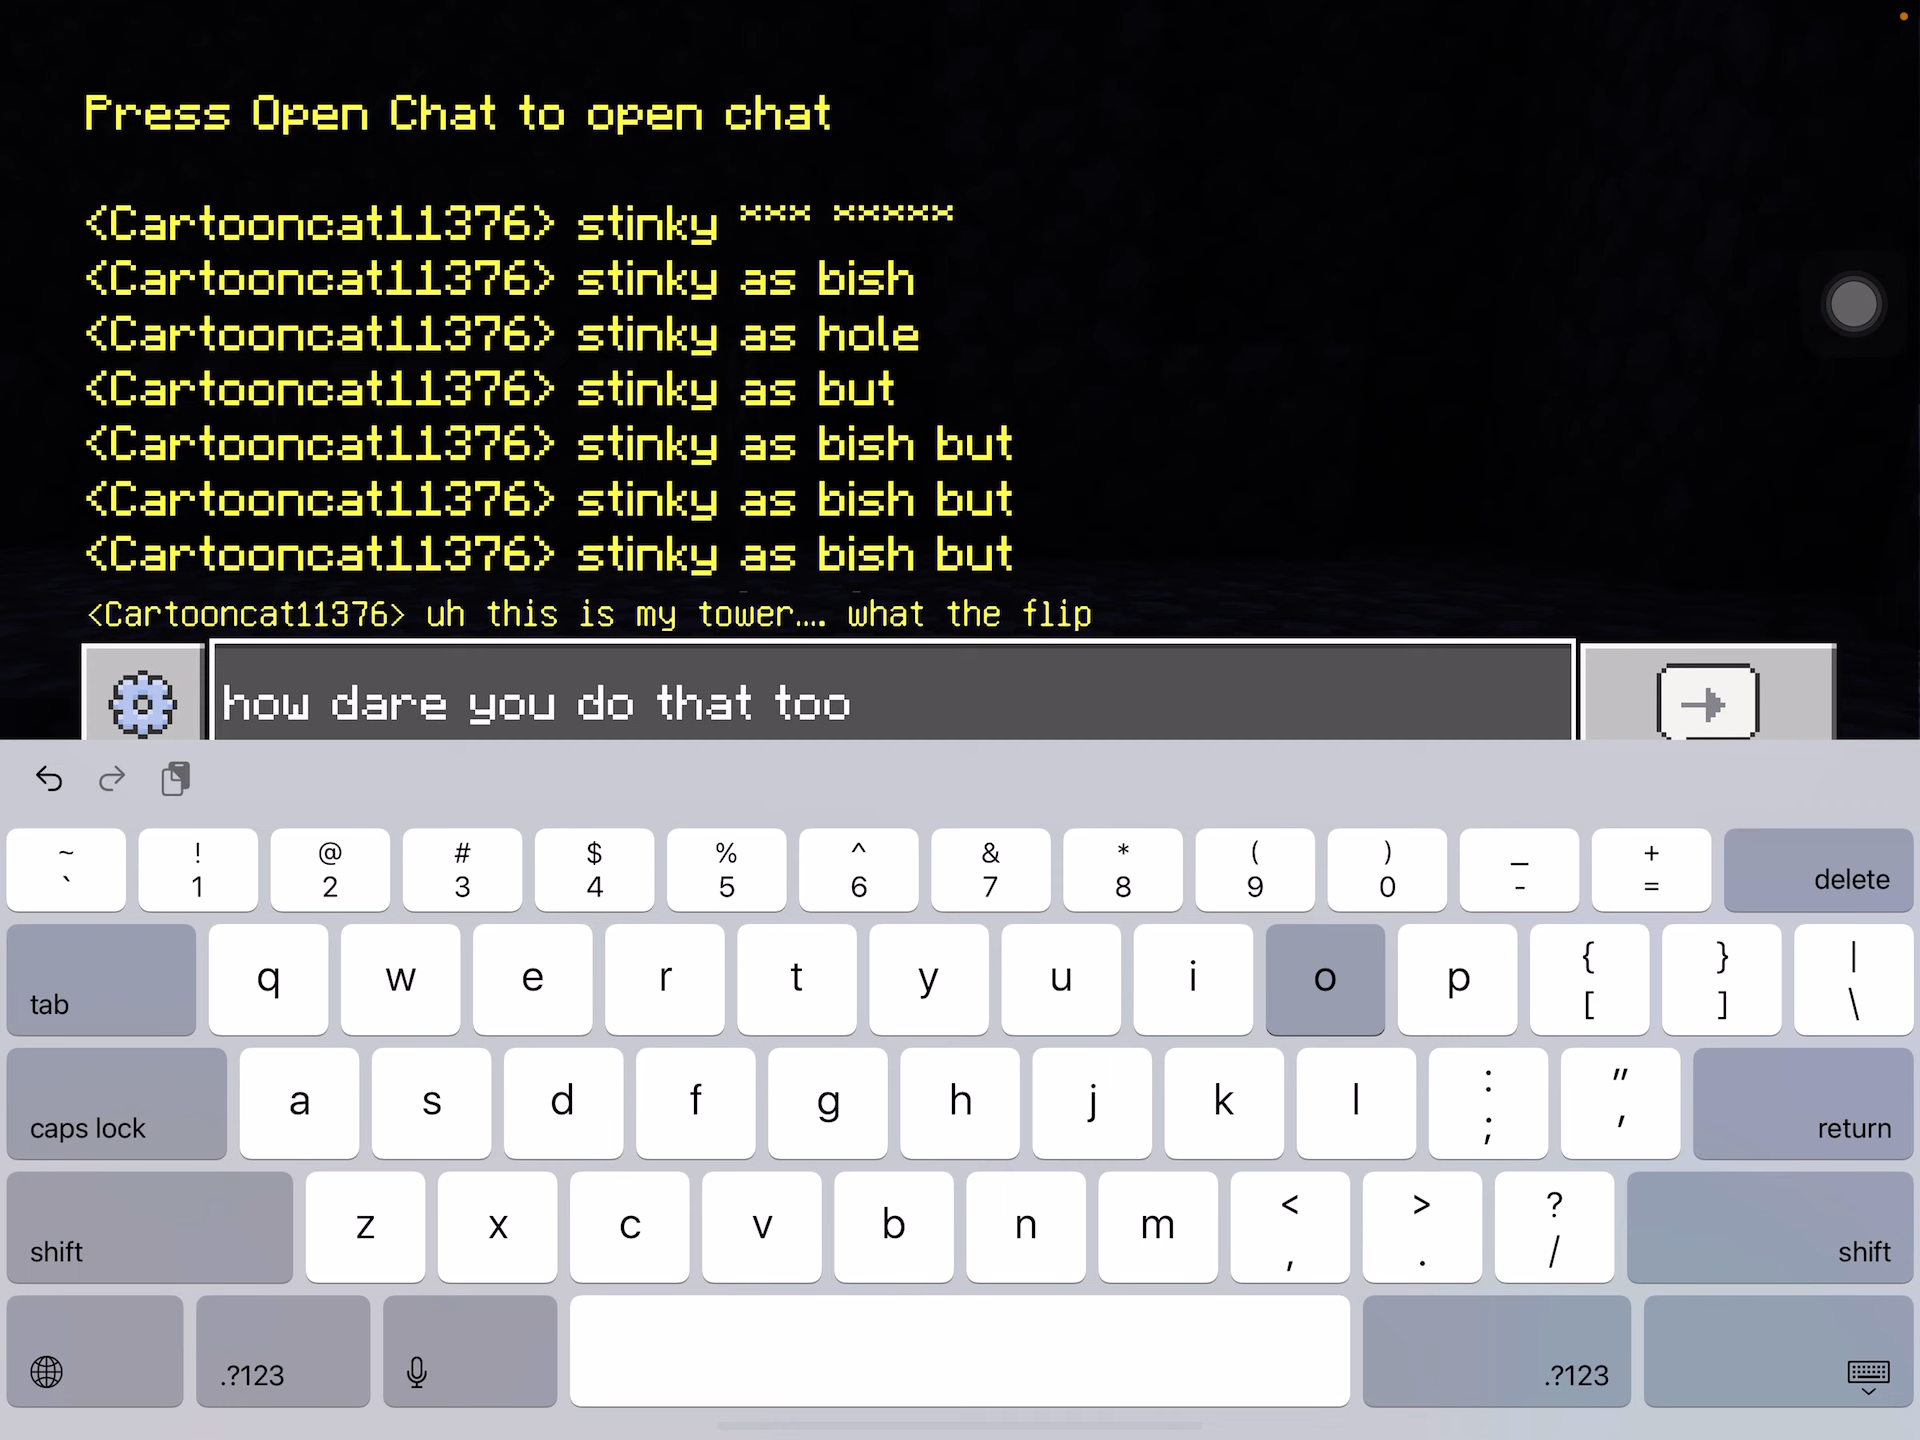 Press Open Chat to open chat
<Cartooncat11376> stinky *** *****
<Cartooncat11376> stinky as bish
<Cartooncat11376> stinky as hole
<Cartooncat11376> stinky as but
<Cartooncat11376> stinky as bish but
<Cartooncat11376> stinky as bish but
<Cartooncat11376> stinky as bish but
<Cartooncat11376> uh this is my tower.... what the flip
how dare you do that too
~ ! @ # $ % ^ & * ( ) _ +
` 1 2 3 4 5 6 7 8 9 0 - = delete
tab q w e r t y u i o p { [ } ] | \
caps lock a s d f g h j k l : ; " ' return
shift z x c v b n m < , > . ? / shift
.?123 .?123